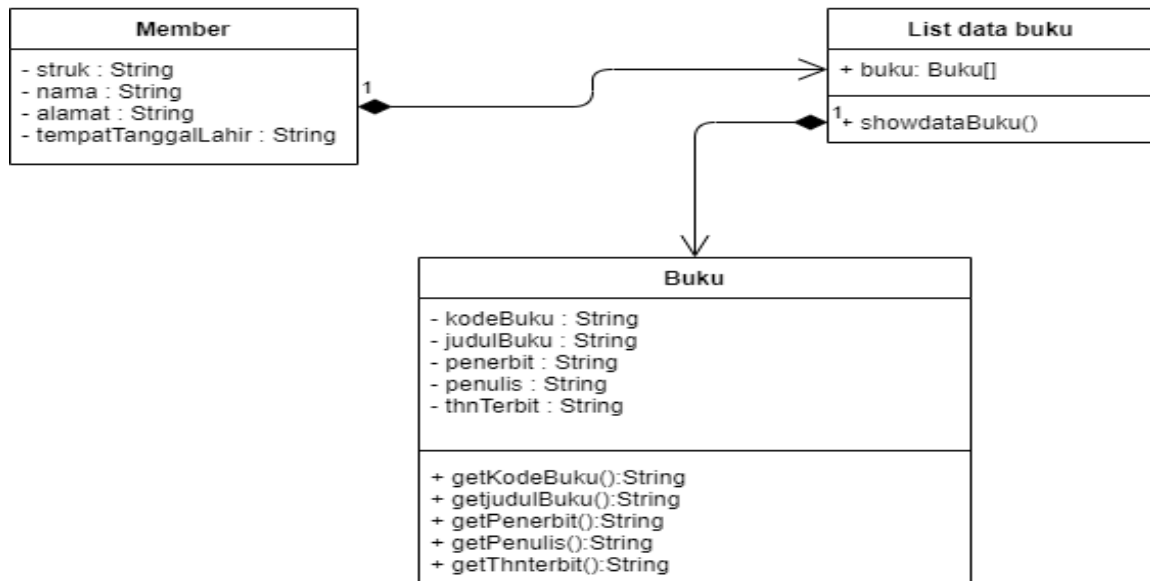 Member
- struk : String
- nama : String
- alamat : String
- tempatTanggalLahir : String
1
List data buku
+ buku: Buku[]
1
+ showdataBuku()
Buku
- kodeBuku : String
- judulBuku : String
- penerbit : String
- penulis : String
- thnTerbit : String
+ getKodeBuku():String
+ getjudulBuku():String
+ getPenerbit():String
+ getPenulis():String
+ getThnterbit():String